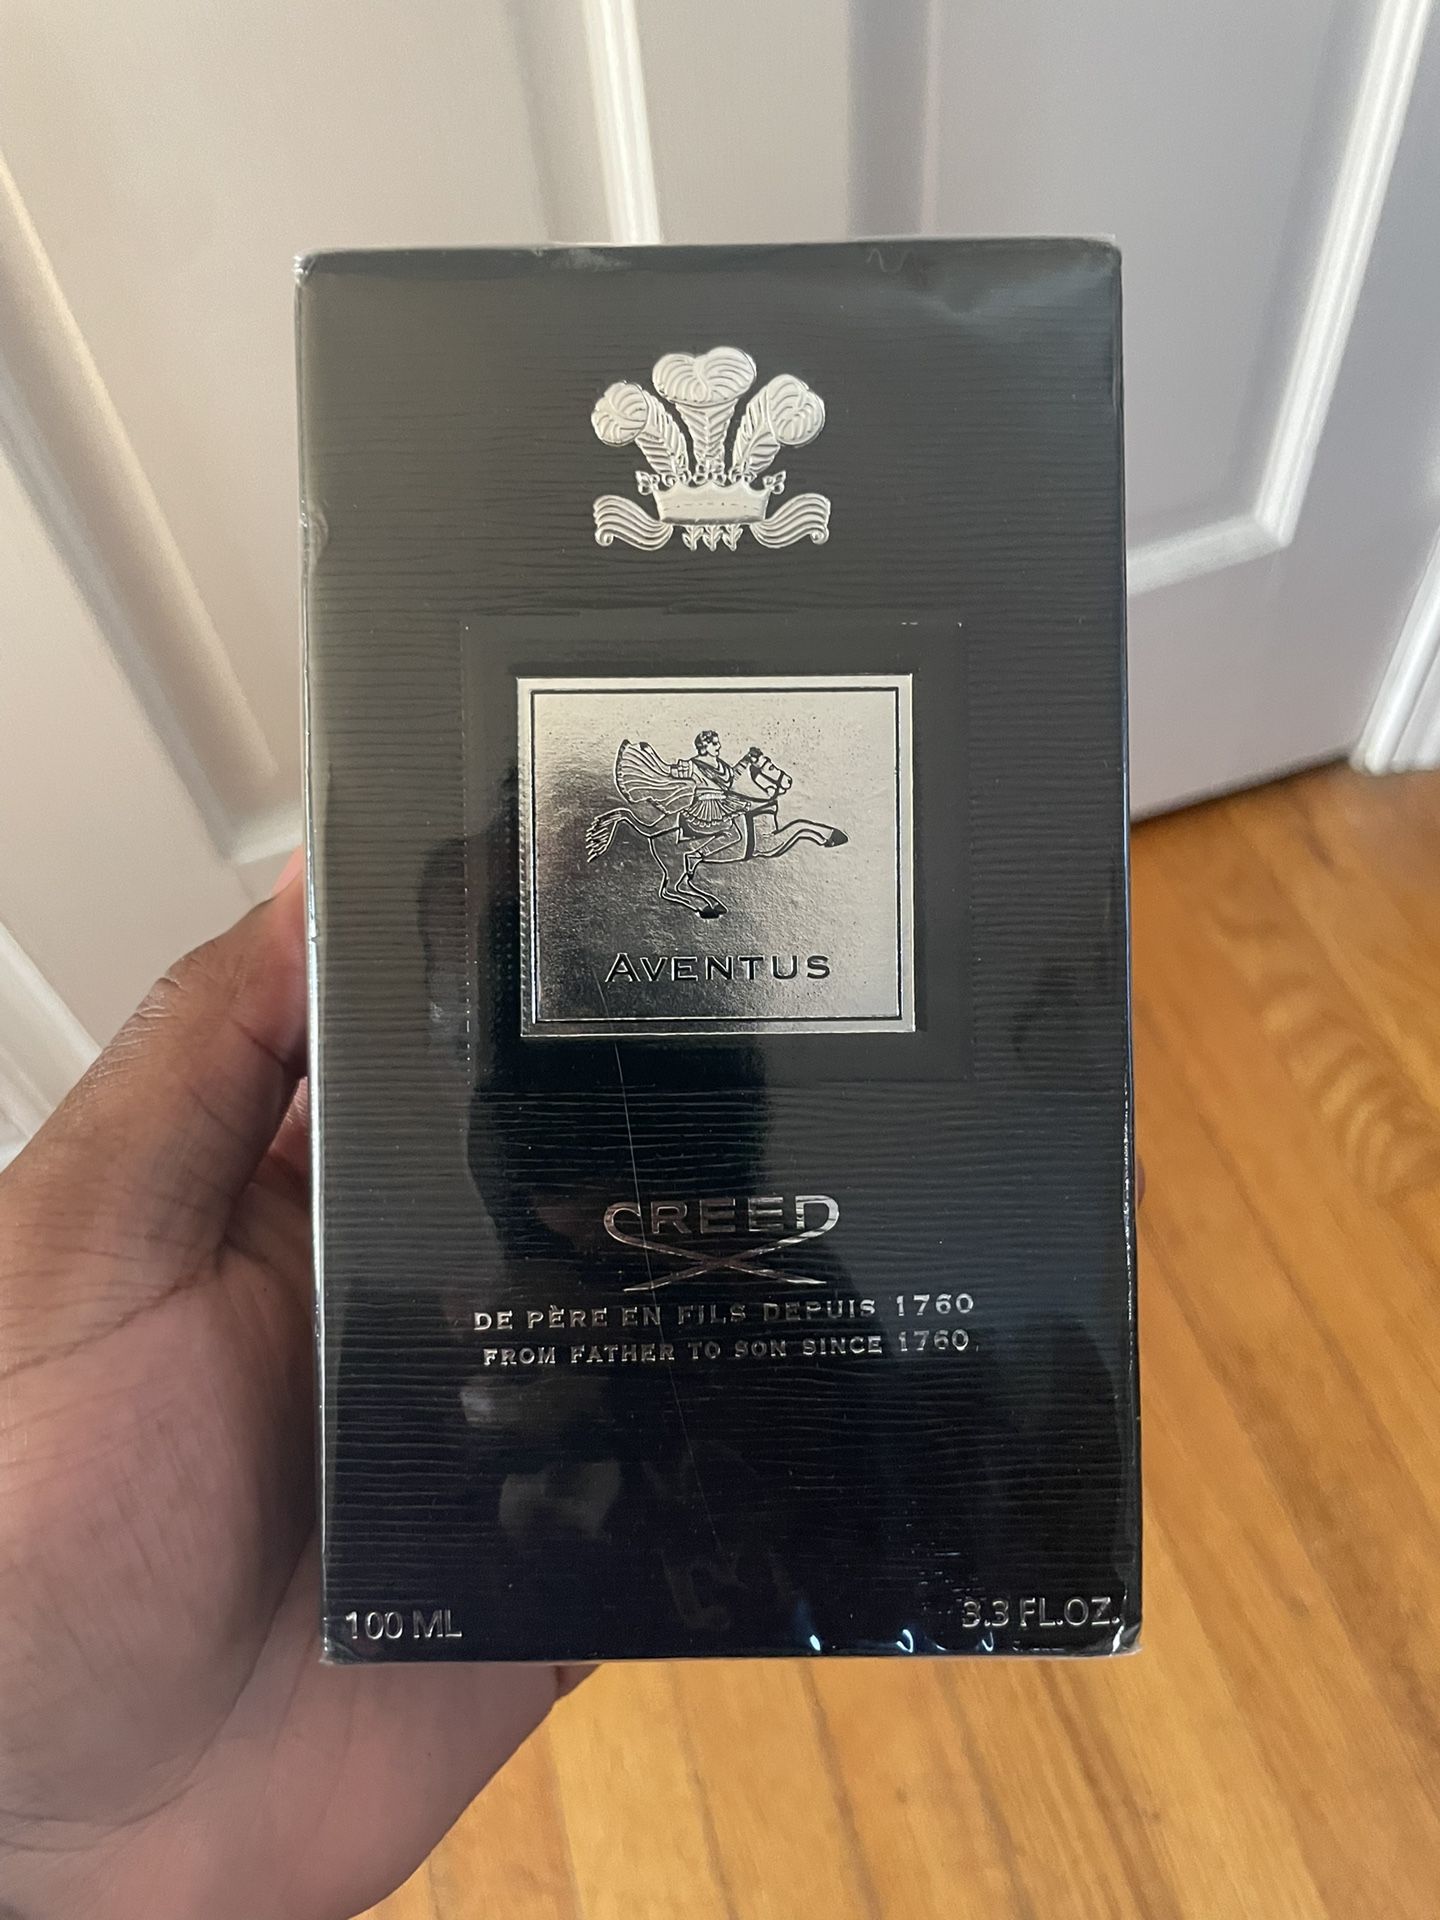 AVENTUS
CREED
DE PÈRE EN FILS DEPUIS 1760
FROM FATHER TO SON SINCE 1760
100 ML
3.3 FL.OZ.